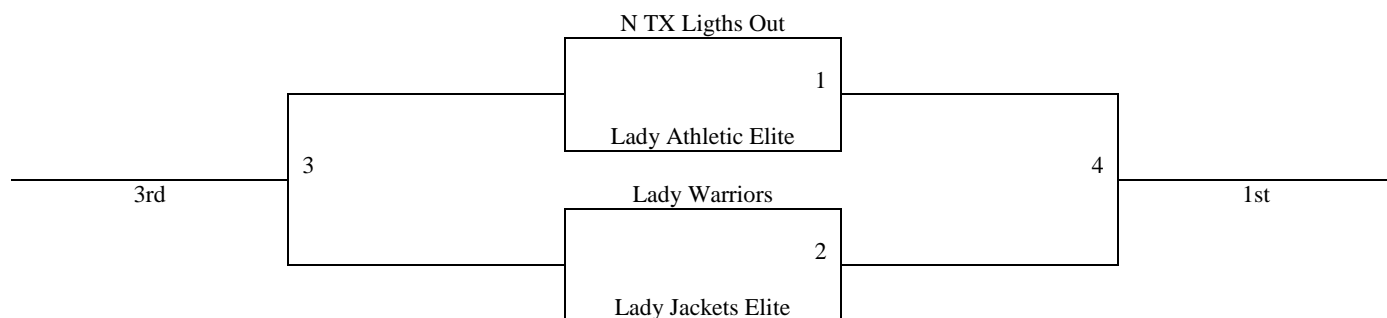 N TX Ligths Out
1
Lady Athletic Elite
3
4
3rd
Lady Warriors
1st
2
Lady Jackets Elite